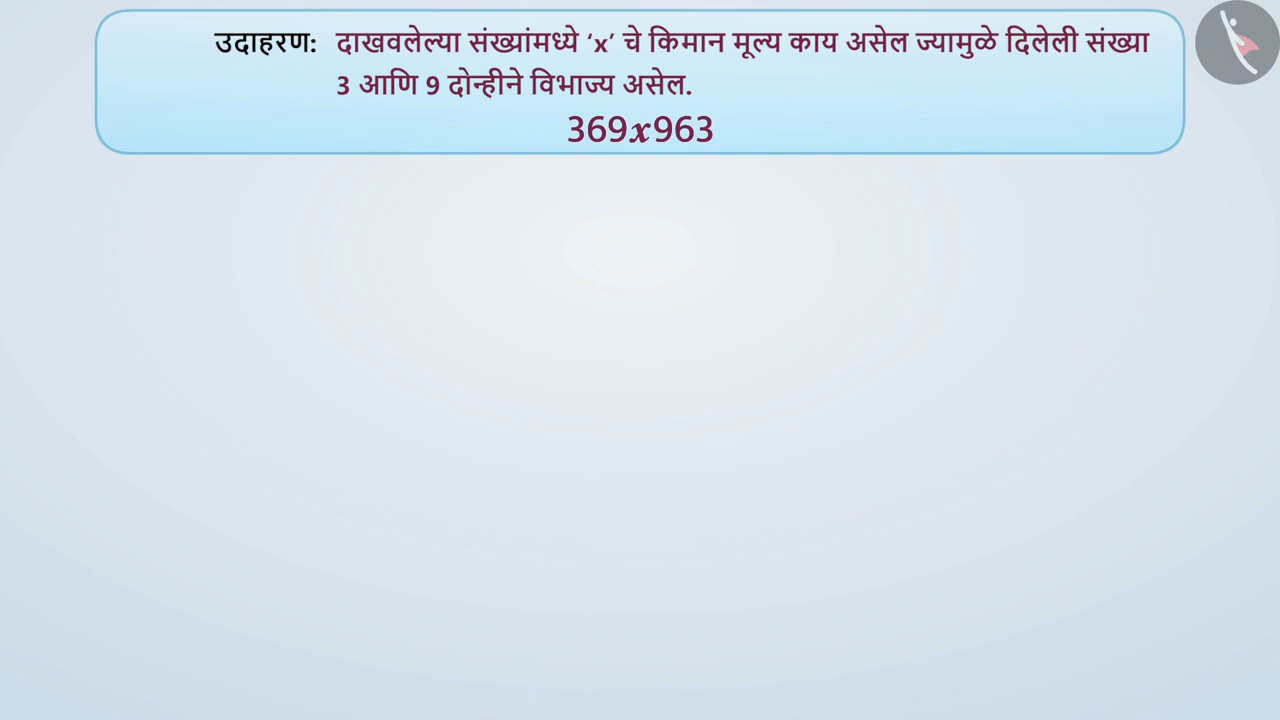 उदाहरण: दाखवलेल्या संख्यांमध्ये ‘x’ चे किमान मूल्य काय असेल ज्यामुळे दिलेली संख्या
3 आणि 9 दोन्हीने विभाज्य असेल.
369x963